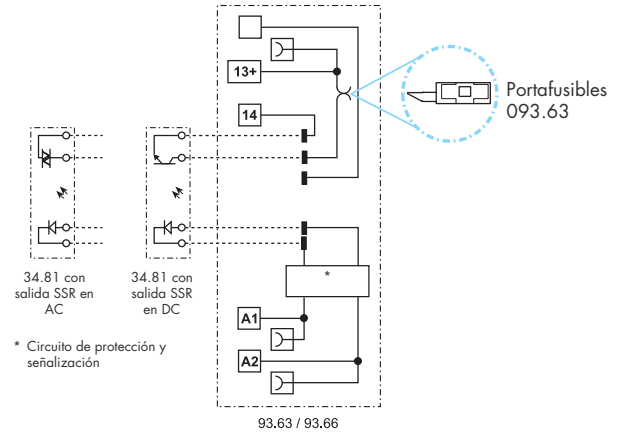 13+
14
Portafusibles
093.63
34.81 con
salida SSR en
AC
34.81 con
salida SSR
en DC
*
A1
A2
* Circuito de protección y
señalización
93.63 / 93.66